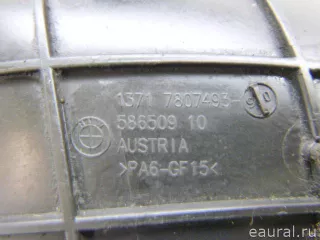 1371 7807495-
586509 10
AUSTRIA
>PA6-GF15<
© eaural.ru